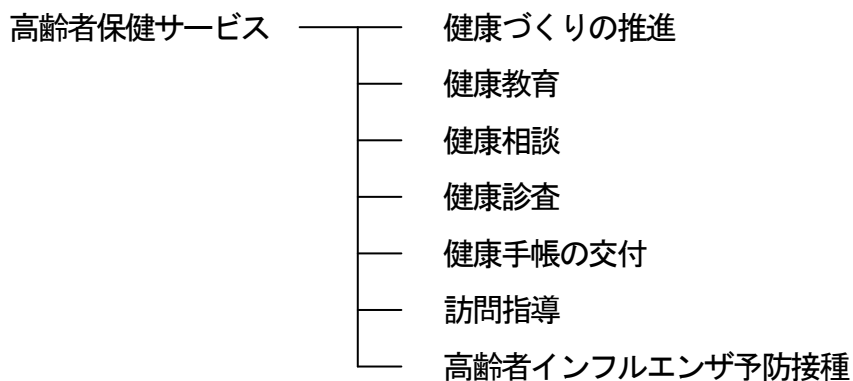 高齢者保健サービス
健康づくりの推進
健康教育
健康相談
健康診査
健康手帳の交付
訪問指導
高齢者インフルエンザ予防接種